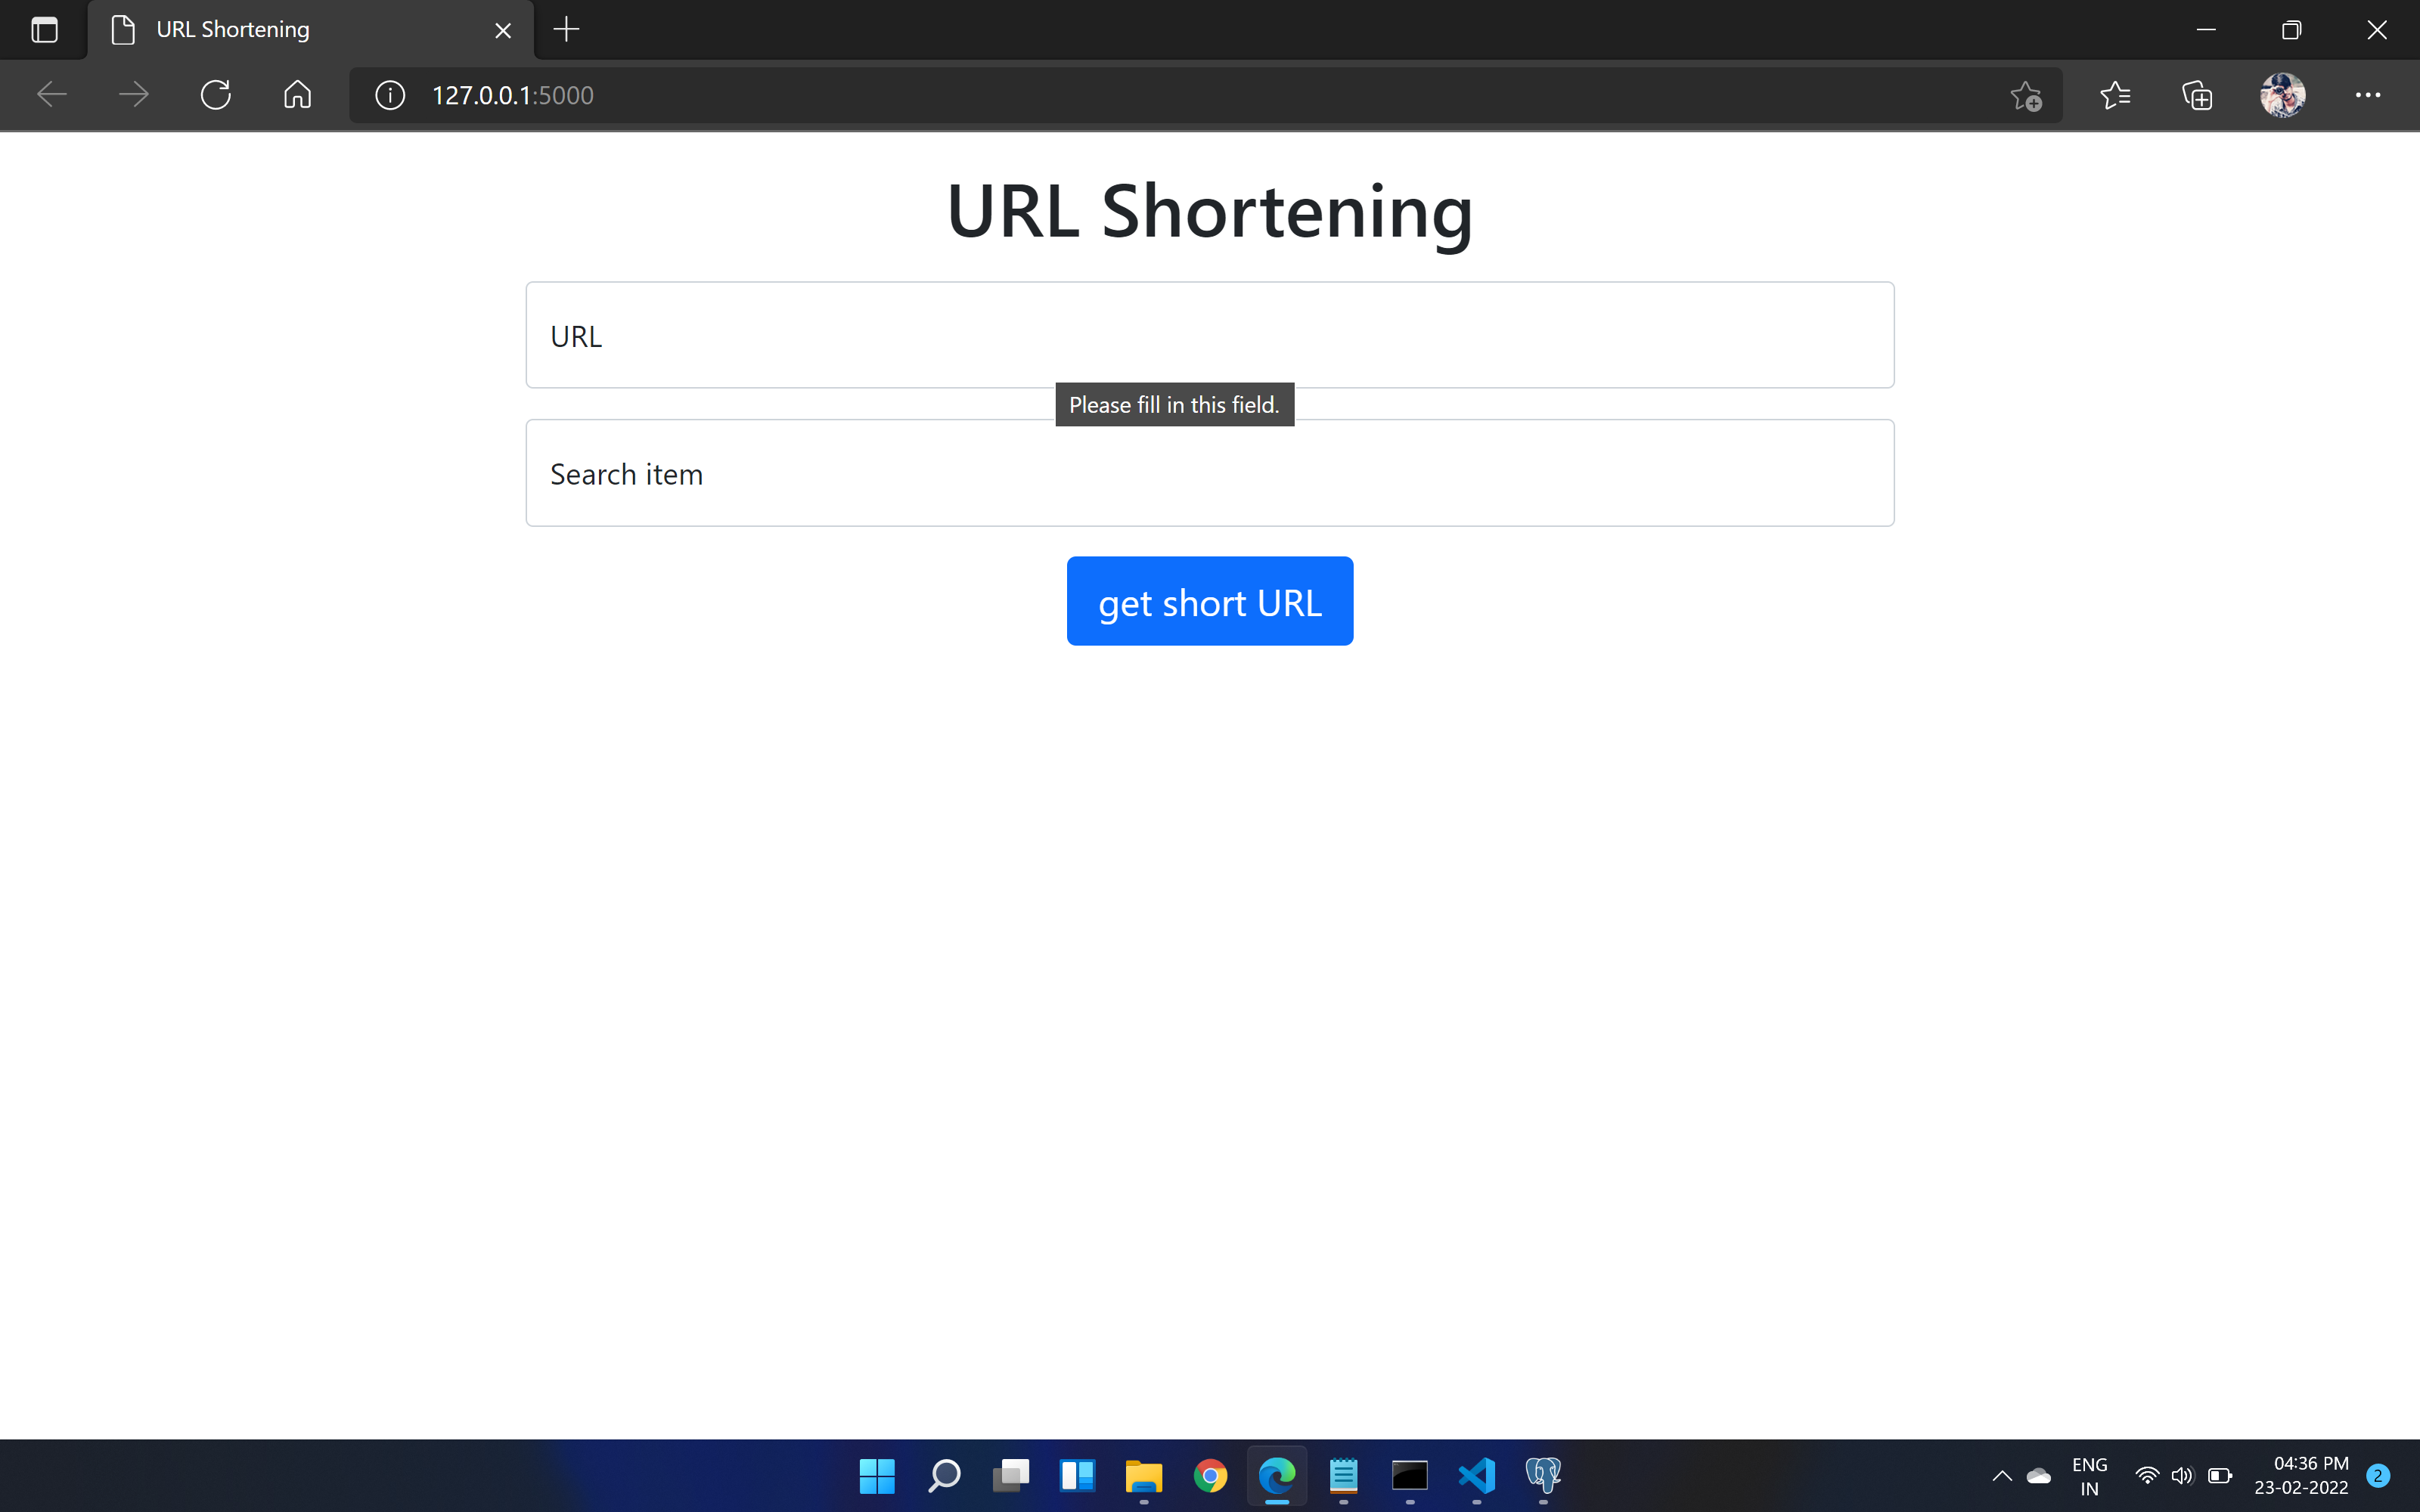 URL Shortening
127.0.0.1:5000
URL Shortening
URL
Please fill in this field.
Search item
get short URL
ENG
IN
04:36 PM
23-02-2022
2